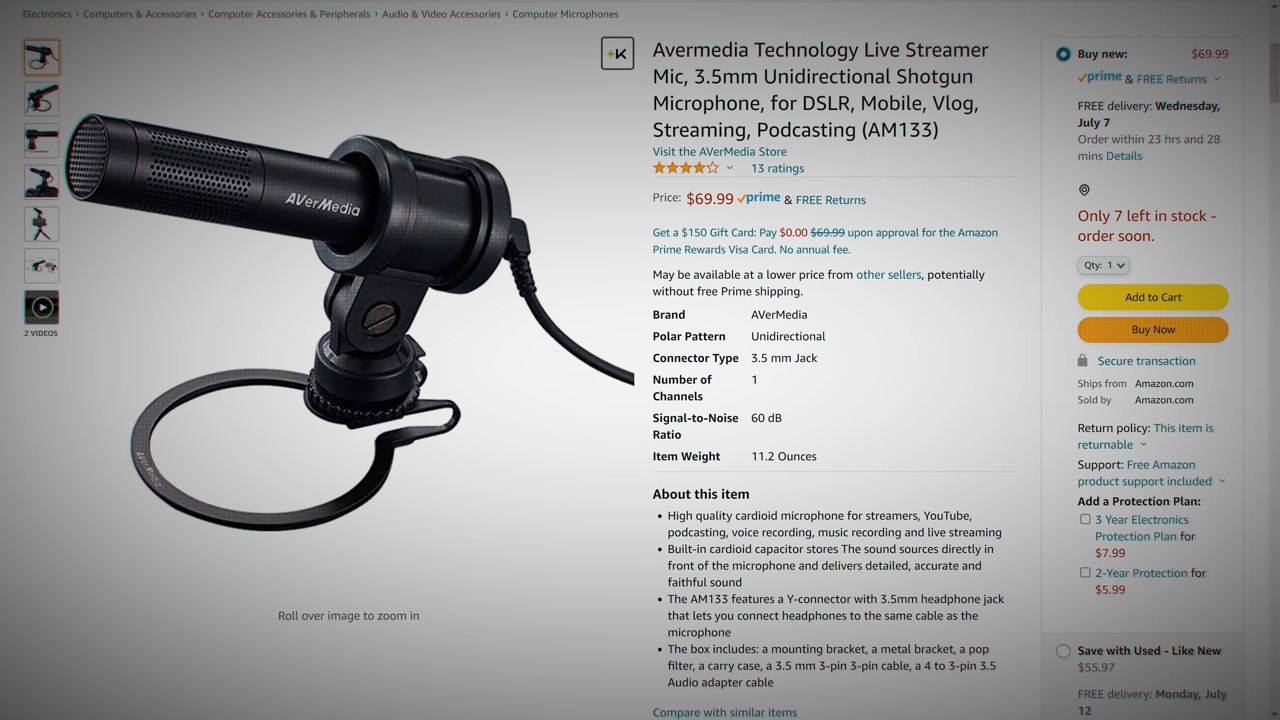 Electronics › Computers & Accessories › Computer Accessories & Peripherals › Audio & Video Accessories › Computer Microphones
+K
AVerMedia
AVerMedia
2 VIDEOS
Roll over image to zoom in
Avermedia Technology Live Streamer
Mic, 3.5mm Unidirectional Shotgun
Microphone, for DSLR, Mobile, Vlog,
Streaming, Podcasting (AM133)
Visit the AVerMedia Store
13 ratings
Price: $69.99 prime & FREE Returns
Get a $150 Gift Card: Pay $0.00 $69.99 upon approval for the Amazon
Prime Rewards Visa Card. No annual fee.
May be available at a lower price from other sellers, potentially
without free Prime shipping.
Brand AVerMedia
Polar Pattern Unidirectional
Connector Type 3.5 mm Jack
Number of 1
Channels
Signal-to-Noise 60 dB
Ratio
Item Weight 11.2 Ounces
About this item
• High quality cardioid microphone for streamers, YouTube,
podcasting, voice recording, music recording and live streaming
• Built-in cardioid capacitor stores The sound sources directly in
front of the microphone and delivers detailed, accurate and
faithful sound
• The AM133 features a Y-connector with 3.5mm headphone jack
that lets you connect headphones to the same cable as the
microphone
• The box includes: a mounting bracket, a metal bracket, a pop
filter, a carry case, a 3.5 mm 3-pin 3-pin cable, a 4 to 3-pin 3.5
Audio adapter cable
Compare with similar items
Buy new: $69.99
prime & FREE Returns
FREE delivery: Wednesday,
July 7
Order within 23 hrs and 28
mins Details
Only 7 left in stock -
order soon.
Qty: 1
Add to Cart
Buy Now
Secure transaction
Ships from Amazon.com
Sold by Amazon.com
Return policy: This item is
returnable
Support: Free Amazon
product support included
Add a Protection Plan:
3 Year Electronics
Protection Plan for
$7.99
2-Year Protection for
$5.99
Save with Used - Like New
$55.97
FREE delivery: Monday, July
12